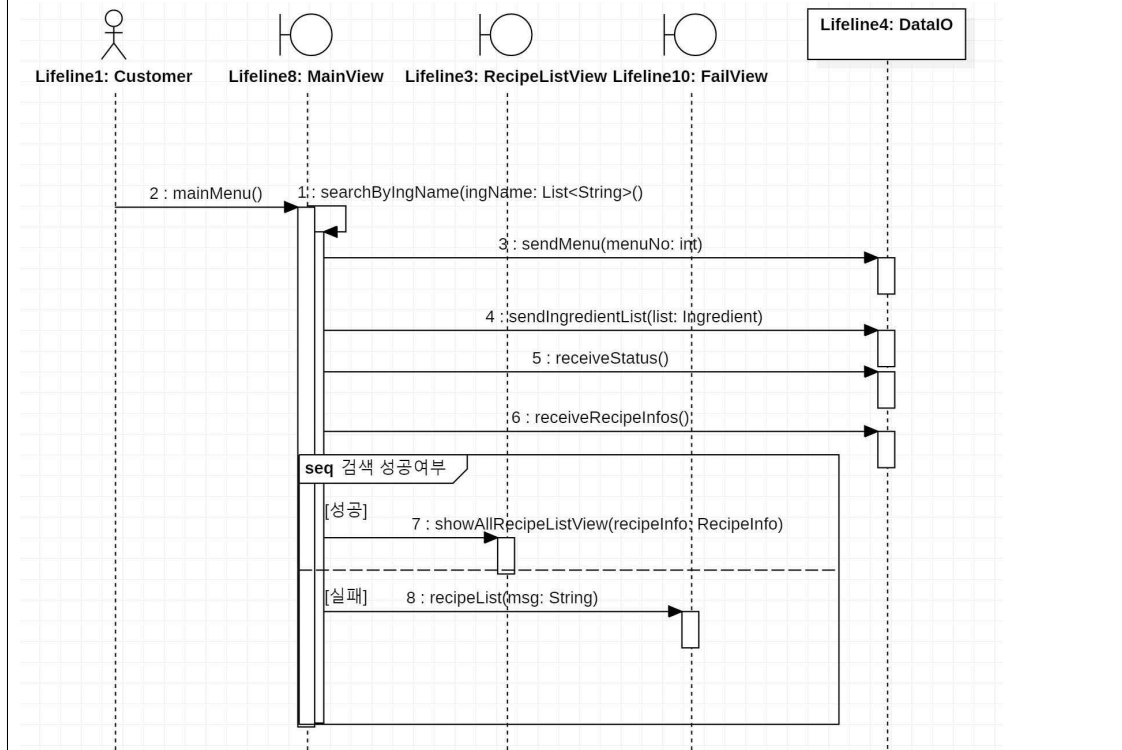 Lifeline1: Customer
Lifeline8: MainView
Lifeline3: RecipeListView
Lifeline10: FailView
Lifeline4: DataIO
2 : mainMenu()
1 : searchByIngName(ingName: List<String>()
3 : sendMenu(menuNo: int)
4 : sendIngredientList(list: Ingredient)
5 : receiveStatus()
6 : receiveRecipeInfos()
seq 검색 성공여부
[성공]
7 : showAllRecipeListView(recipeInfo: RecipeInfo)
[실패]
8 : recipeList(msg: String)